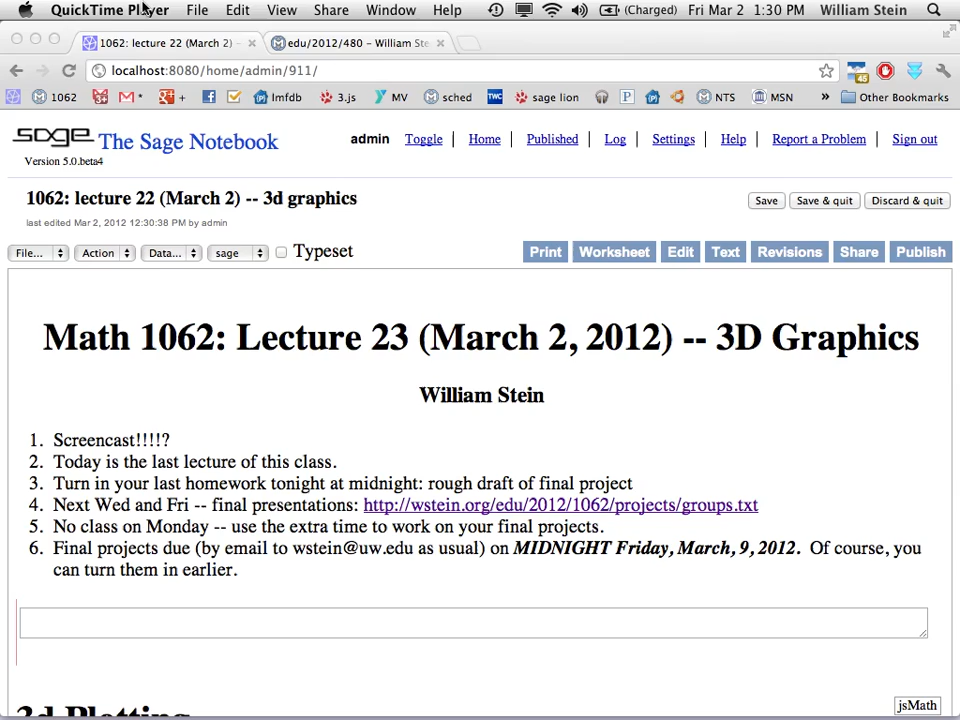 QuickTime Player File Edit View Share Window Help (Charged) Fri Mar 2 1:30 PM William Stein
1062: lecture 22 (March 2) - edu/2012/480 – William Ste
localhost:8080/home/admin/911/
1062 M * + lmfdb 3.js MV sched TWC sage lion P NTS MSN » Other Bookmarks
sage The Sage Notebook admin Toggle Home Published Log Settings Help Report a Problem Sign out
Version 5.0.beta4
1062: lecture 22 (March 2) -- 3d graphics Save Save & quit Discard & quit
last edited Mar 2, 2012 12:30:38 PM by admin
File... Action Data... sage Typeset Print Worksheet Edit Text Revisions Share Publish
Math 1062: Lecture 23 (March 2, 2012) -- 3D Graphics
William Stein
1. Screencast!!!!?
2. Today is the last lecture of this class.
3. Turn in your last homework tonight at midnight: rough draft of final project
4. Next Wed and Fri -- final presentations: http://wstein.org/edu/2012/1062/projects/groups.txt
5. No class on Monday -- use the extra time to work on your final projects.
6. Final projects due (by email to wstein@uw.edu as usual) on MIDNIGHT Friday, March, 9, 2012. Of course, you
can turn them in earlier.
3d Plotting
jsMath